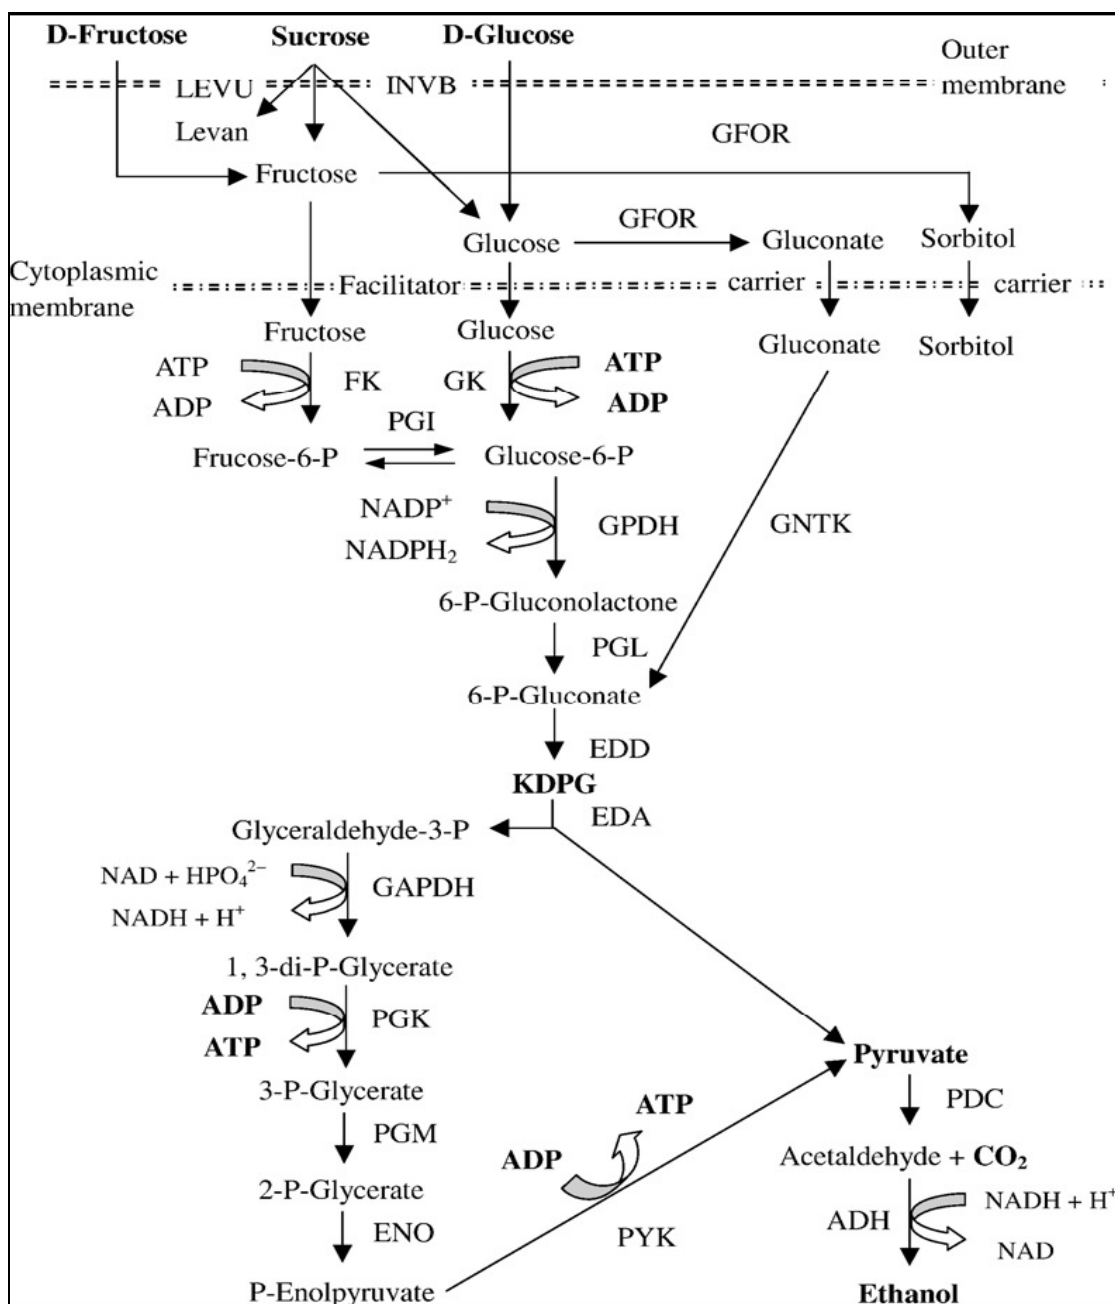 D-Fructose Sucrose D-Glucose
Outer
membrane
LEVU INVB
Levan
GFOR
Fructose
GFOR
Glucose Gluconate Sorbitol
Cytoplasmic
membrane
Facilitator carrier carrier
Fructose Glucose Gluconate Sorbitol
ATP FK GK ATP
ADP ADP
PGI
Frucose-6-P Glucose-6-P
NADP⁺ GPDH GNTK
NADPH₂
6-P-Gluconolactone
PGL
6-P-Gluconate
EDD
KDPG
EDA
Glyceraldehyde-3-P
NAD + HPO₄²⁻ GAPDH
NADH + H⁺
1, 3-di-P-Glycerate
ADP PGK
ATP
Pyruvate
3-P-Glycerate
PDC
ATP
PGM
ADP
Acetaldehyde + CO₂
2-P-Glycerate
NADH + H⁺
ENO PYK ADH
NAD
P-Enolpyruvate Ethanol